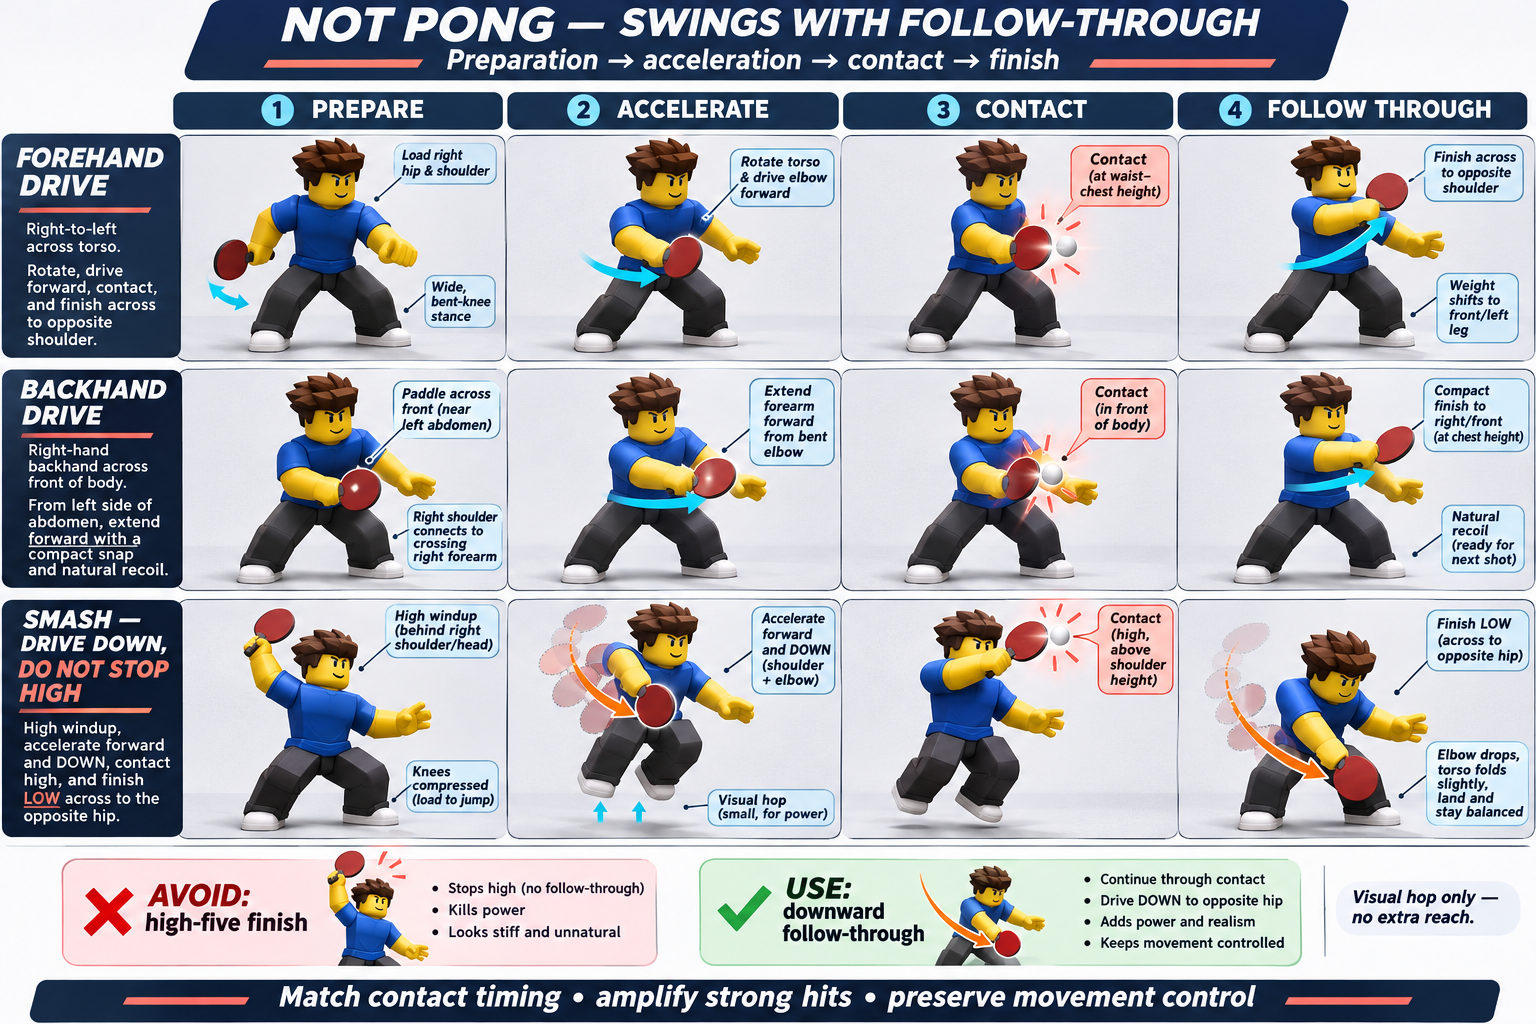 NOT PONG — SWINGS WITH FOLLOW-THROUGH
Preparation → acceleration → contact → finish
1 PREPARE
2 ACCELERATE
3 CONTACT
4 FOLLOW THROUGH
FOREHAND
DRIVE
Right-to-left
across torso.
Rotate, drive
forward, contact,
and finish across
to opposite
shoulder.
Load right
hip & shoulder
Wide,
bent-knee
stance
Rotate torso
& drive elbow
forward
Contact
(at waist–
chest height)
Finish across
to opposite
shoulder
Weight
shifts to
front/left
leg
BACKHAND
DRIVE
Right-hand
backhand across
front of body.
From left side of
abdomen, extend
forward with a
compact snap
and natural recoil.
Paddle across
front (near
left abdomen)
Right shoulder
connects to
crossing
right forearm
Extend
forearm
forward
from bent
elbow
Contact
(in front
of body)
Compact
finish to
right/front
(at chest height)
Natural
recoil
(ready for
next shot)
SMASH —
DRIVE DOWN,
DO NOT STOP
HIGH
High windup,
accelerate forward
and DOWN, contact
high, and finish
LOW across to the
opposite hip.
High windup
(behind right
shoulder/head)
Knees
compressed
(load to jump)
Accelerate
forward
and DOWN
(shoulder
+ elbow)
Visual hop
(small, for power)
Contact
(high,
above
shoulder
height)
Finish LOW
(across to
opposite hip)
Elbow drops,
torso folds
slightly,
land and
stay balanced
AVOID:
high-five finish
• Stops high (no follow-through)
• Kills power
• Looks stiff and unnatural
USE:
downward
follow-through
• Continue through contact
• Drive DOWN to opposite hip
• Adds power and realism
• Keeps movement controlled
Visual hop only —
no extra reach.
Match contact timing • amplify strong hits • preserve movement control